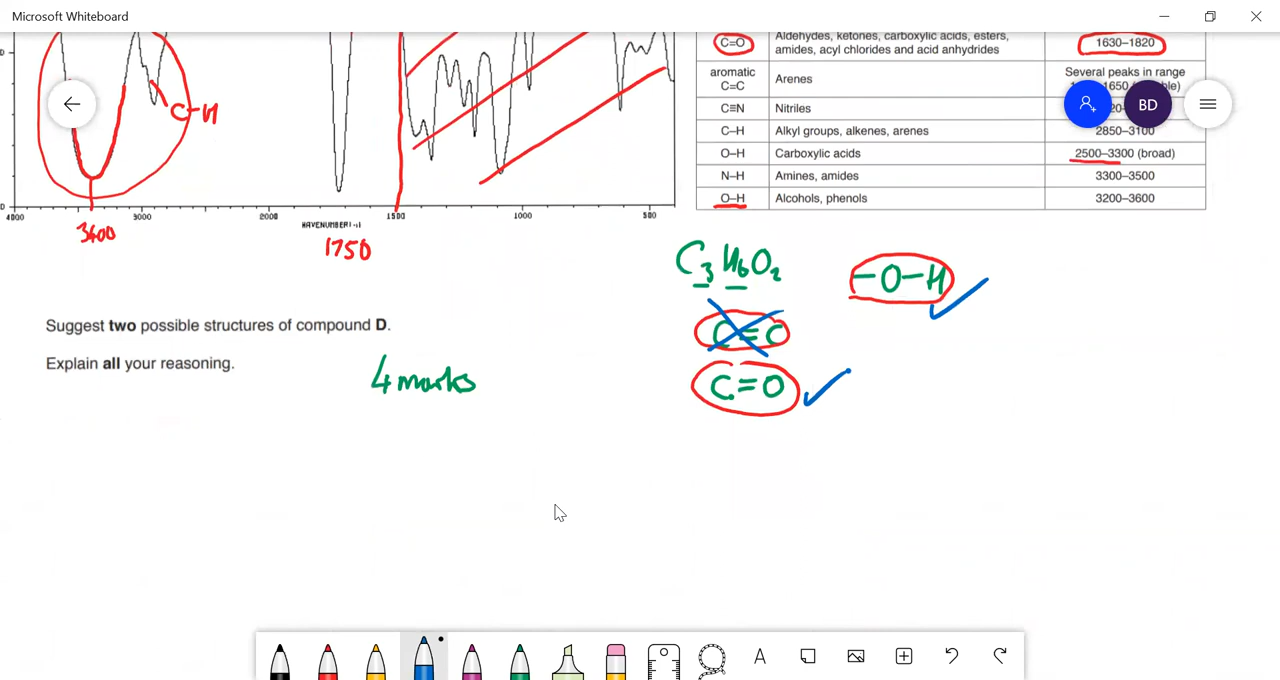 Microsoft Whiteboard
C=O
Aldehydes, ketones, carboxylic acids, esters,
amides, acyl chlorides and acid anhydrides
1630–1820
aromatic
C=C
Arenes
Several peaks in range
C≡N
Nitriles
C–H
Alkyl groups, alkenes, arenes
2850–3100
O–H
Carboxylic acids
2500–3300 (broad)
N–H
Amines, amides
3300–3500
O–H
Alcohols, phenols
3200–3600
BD
C-H
4000
3000
2000
1500
1000
500
3400
1750
C3H6O2
-O-H
C=C
C=O
Suggest two possible structures of compound D.
Explain all your reasoning.
4 marks
A